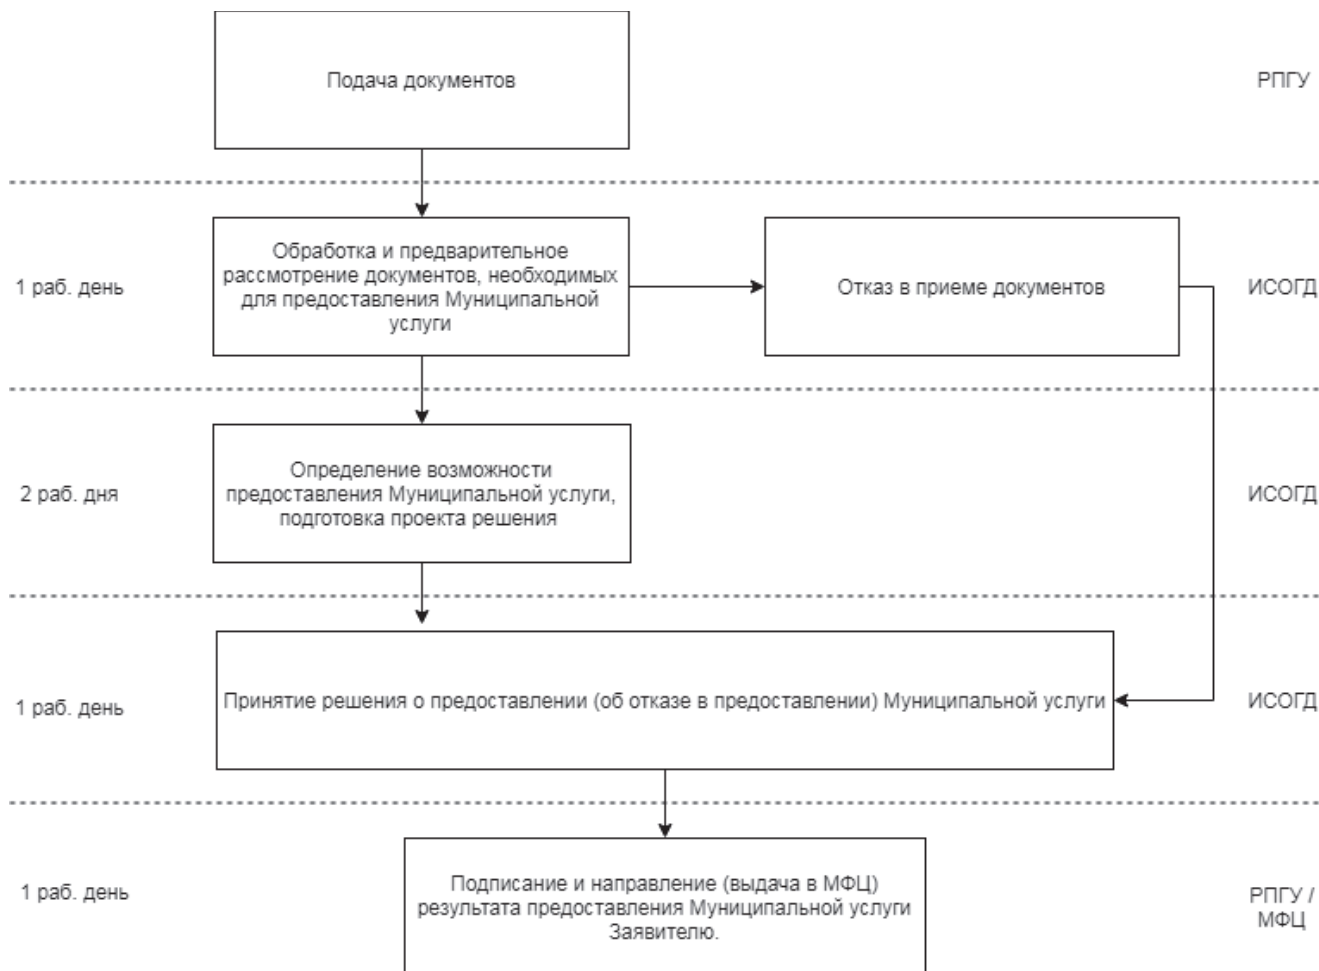 Подача документов
РПГУ
1 раб. день
Обработка и предварительное
рассмотрение документов, необходимых
для предоставления Муниципальной
услуги
Отказ в приеме документов
ИСОГД
2 раб. дня
Определение возможности
предоставления Муниципальной услуги,
подготовка проекта решения
ИСОГД
1 раб. день
Принятие решения о предоставлении (об отказе в предоставлении) Муниципальной услуги
ИСОГД
1 раб. день
Подписание и направление (выдача в МФЦ)
результата предоставления Муниципальной услуги
Заявителю.
РПГУ /
МФЦ